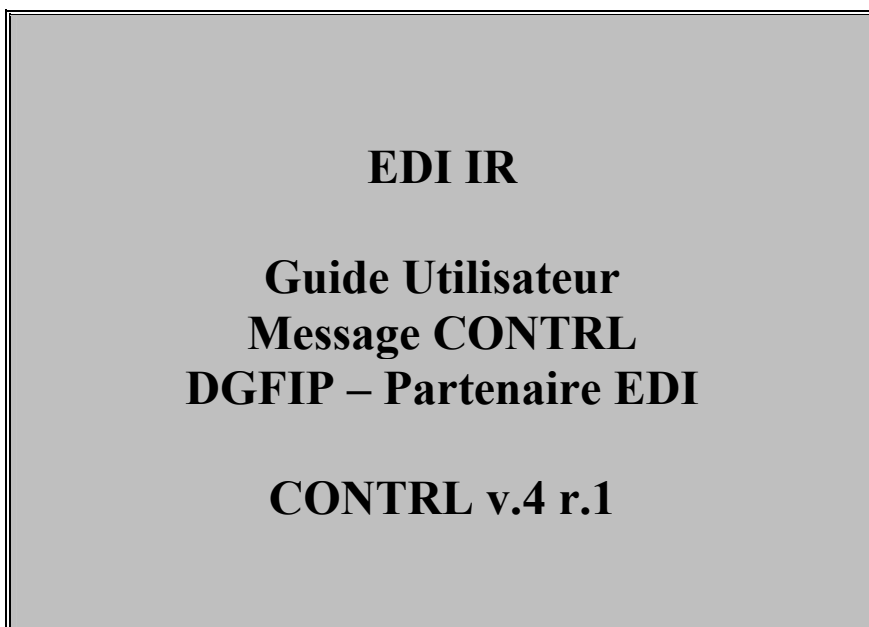 EDI IR
Guide Utilisateur
Message CONTRL
DGFIP – Partenaire EDI
CONTRL v.4 r.1